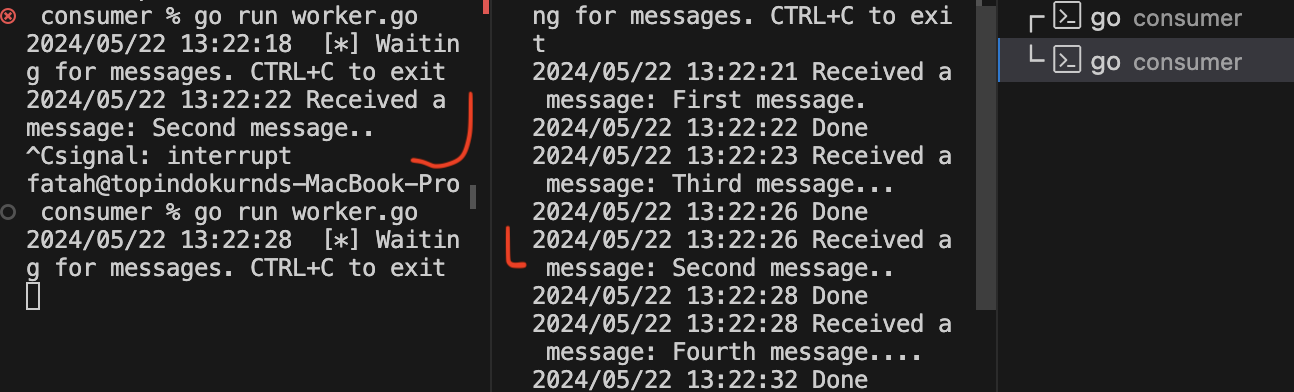 consumer % go run worker.go
2024/05/22 13:22:18  [*] Waitin
g for messages. CTRL+C to exit
2024/05/22 13:22:22 Received a
message: Second message..
^Csignal: interrupt
fatah@topindokurnds-MacBook-Pro
consumer % go run worker.go
2024/05/22 13:22:28  [*] Waitin
g for messages. CTRL+C to exit
ng for messages. CTRL+C to exi
t
2024/05/22 13:22:21 Received a
message: First message.
2024/05/22 13:22:22 Done
2024/05/22 13:22:23 Received a
message: Third message...
2024/05/22 13:22:26 Done
2024/05/22 13:22:26 Received a
message: Second message..
2024/05/22 13:22:28 Done
2024/05/22 13:22:28 Received a
message: Fourth message....
2024/05/22 13:22:32 Done
go consumer
go consumer